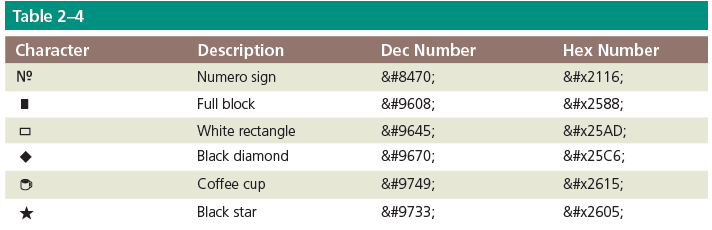 Table 2–4
Character Description Dec Number Hex Number
№ Numero sign &#8470; &#x2116;
█ Full block &#9608; &#x2588;
▭ White rectangle &#9645; &#x25AD;
◆ Black diamond &#9670; &#x25C6;
☕ Coffee cup &#9749; &#x2615;
★ Black star &#9733; &#x2605;